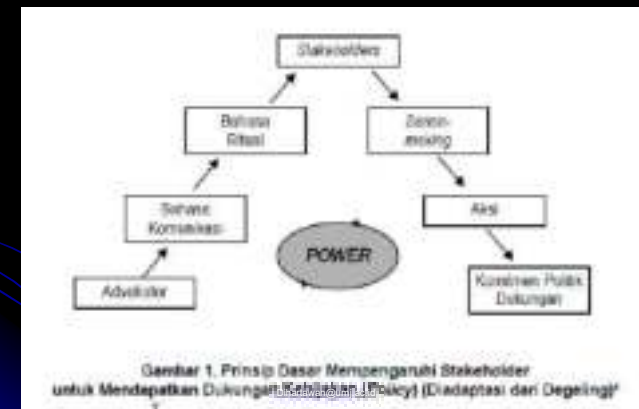 Stakeholders
Bahasa
Ritual
Sense-
making
Bahasa
Komunikasi
Aksi
POWER
Advokator
Komitmen Politik
Dukungan
Gambar 1. Prinsip Dasar Mempengaruhi Stakeholder
untuk Mendapatkan Dukungan Kebijakan (Policy) (Diadaptasi dari Degeling)*